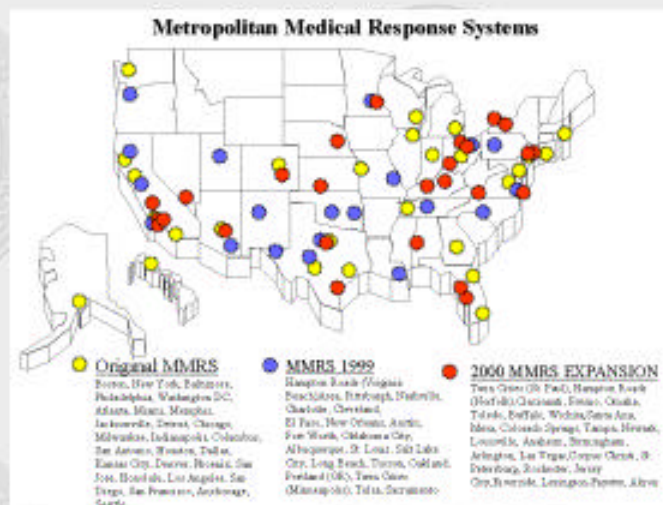 Metropolitan Medical Response Systems
Original MMRS
Boston, New York, Baltimore,
Philadelphia, Washington DC,
Atlanta, Miami, Memphis,
Jacksonville, Detroit, Chicago,
Milwaukee, Indianapolis, Columbus,
San Antonio, Houston, Dallas,
Kansas City, Denver, Phoenix, San
Jose, Honolulu, Los Angeles, San
Diego, San Francisco, Anchorage,
Seattle
MMRS 1999
Hampton Roads (Virginia
Beach)Area, Pittsburgh, Nashville,
Charlotte, Cleveland,
El Paso, New Orleans, Austin,
Fort Worth, Oklahoma City,
Albuquerque, St. Louis, Salt Lake
City, Long Beach, Tucson, Oakland,
Portland (OR), Twin Cities
(Minneapolis), Tulsa, Sacramento
2000 MMRS EXPANSION
Twin Cities (St. Paul), Hampton Roads
(Norfolk), Cincinnati, Fresno, Omaha,
Toledo, Buffalo, Wichita, Santa Ana,
Mesa, Colorado Springs, Tampa, Newark,
Louisville, Anaheim, Birmingham,
Arlington, Las Vegas, Corpus Christi, St.
Petersburg, Rochester, Jersey
City, Riverside, Lexington-Fayette, Akron